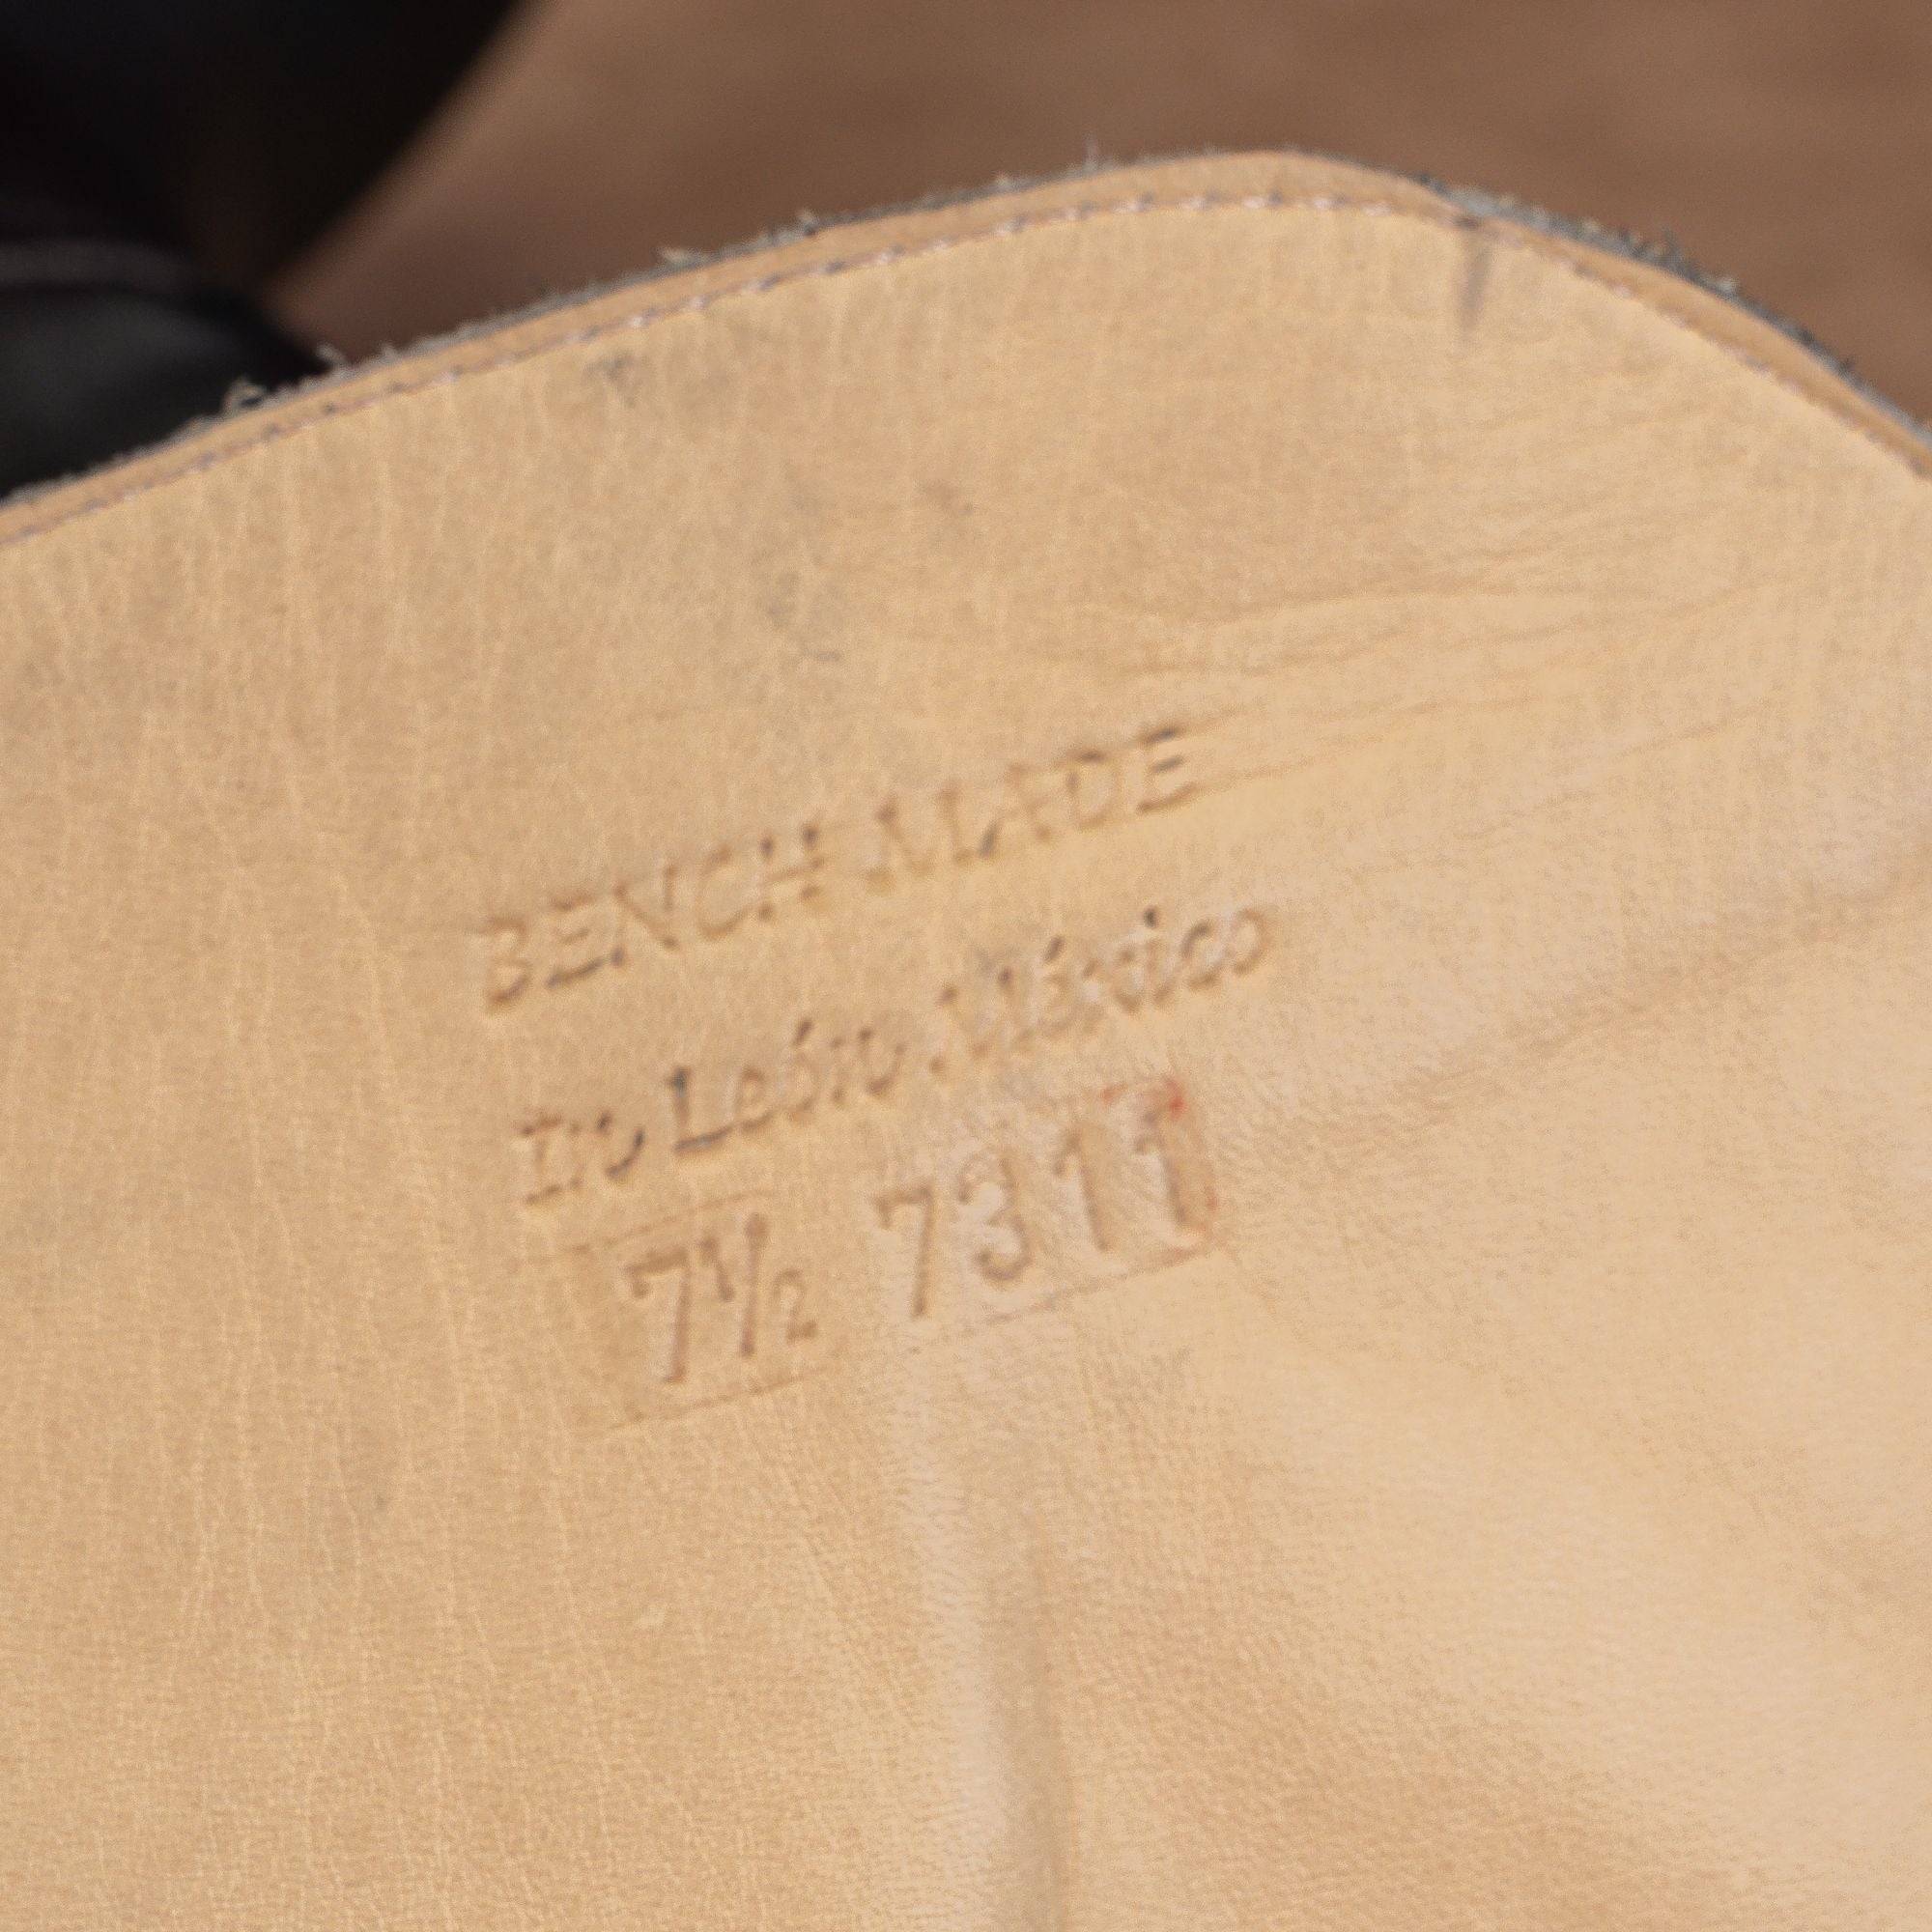 BENCH MADE
In León México
7½ 7311